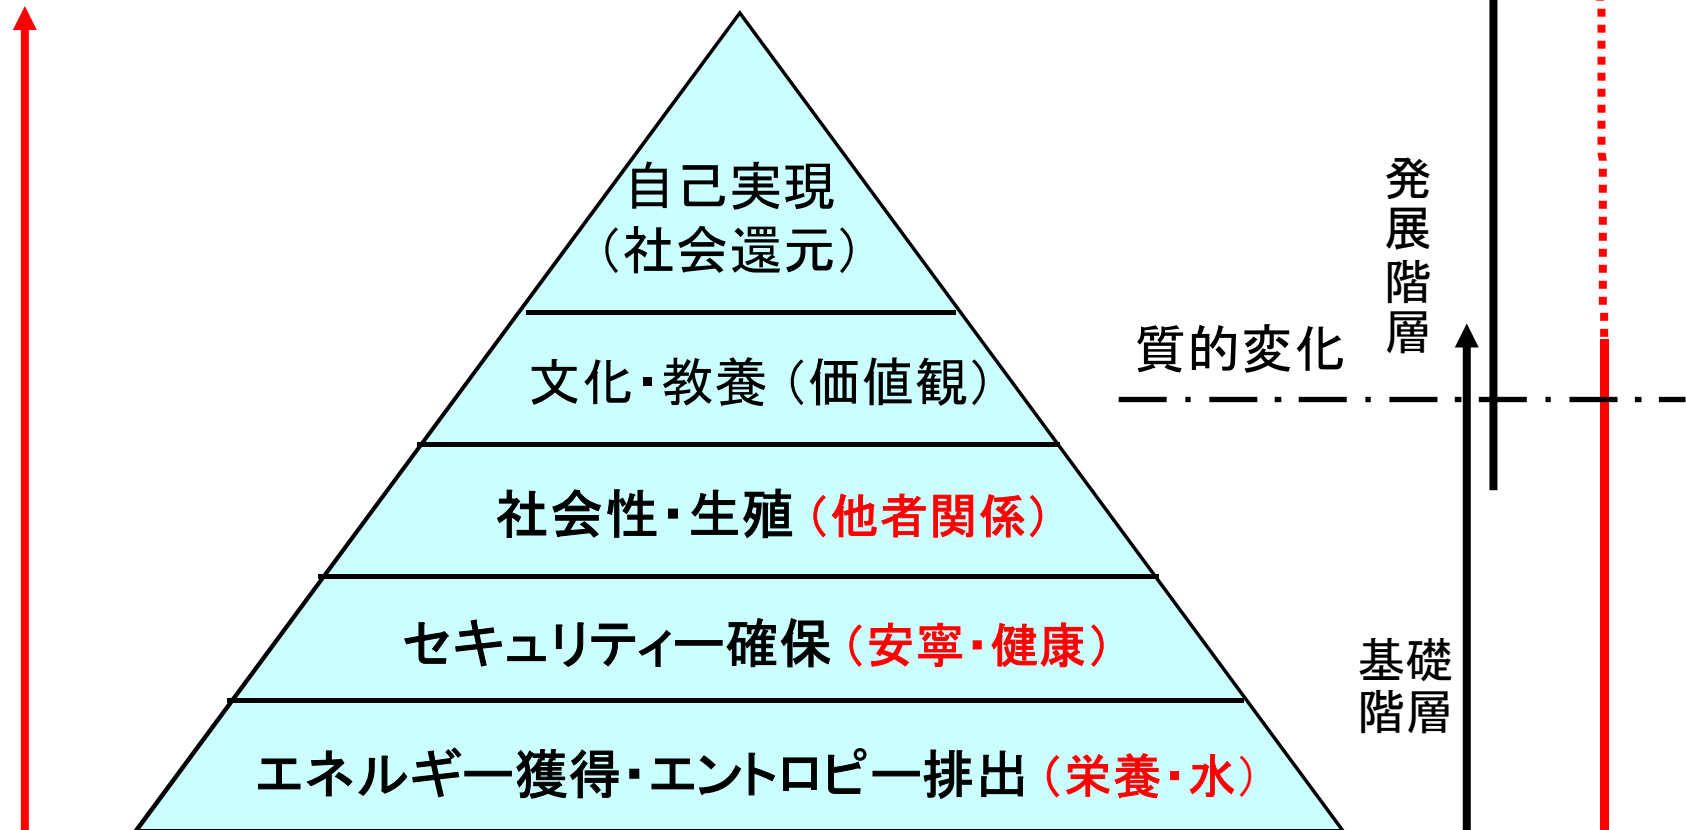 自己実現
（社会還元）
文化・教養（価値観）
社会性・生殖（他者関係）
セキュリティー確保（安寧・健康）
エネルギー獲得・エントロピー排出（栄養・水）
質的変化
発展階層
基礎
階層